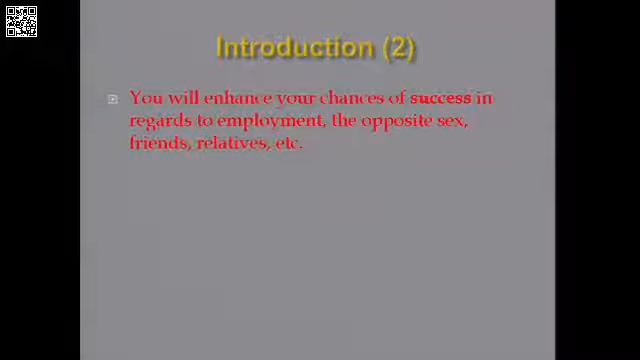 Introduction (2)
You will enhance your chances of success in
regards to employment, the opposite sex,
friends, relatives, etc.